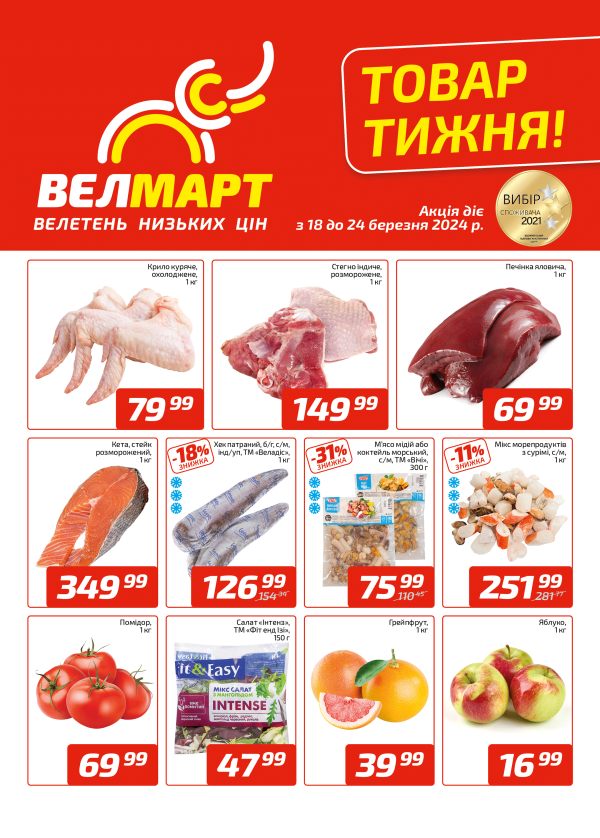 ТОВАР
ТИЖНЯ!
ВЕЛМАРТ
ВЕЛЕТЕНЬ НИЗЬКИХ ЦІН
Акція діє
з 18 до 24 березня 2024 р.
ВИБІР
СПОЖИВАЧА
2021
Крило куряче,
охолоджене,
1 кг
79 99
Стегно індиче,
розморожене,
1 кг
149 99
Печінка яловича,
1 кг
69 99
Кета, стейк
розморожений,
1 кг
349 99
-18%
ЗНИЖКА
Хек патраний, б/г, с/м,
інд/уп, ТМ «Веладіс»,
1 кг
126 99
154 94
-31%
ЗНИЖКА
М'ясо мідій або
коктейль морський,
с/м, ТМ «Вічі»,
300 г
75 99
110 45
-11%
ЗНИЖКА
Мікс морепродуктів
з сурімі, с/м,
1 кг
251 99
281 77
Помідор,
1 кг
69 99
Салат «Інтенз»,
ТМ «Фіт енд Ізі»,
150 г
it&Easy
МІКС САЛАТ
З МАНГОЛЬДОМ
INTENSE
47 99
Грейпфрут,
1 кг
39 99
Яблуко,
1 кг
16 99